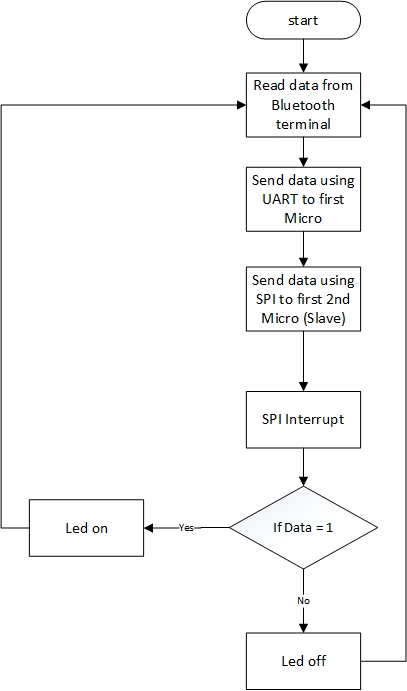 start
Read data from
Bluetooth
terminal
Send data using
UART to first
Micro
Send data using
SPI to first 2nd
Micro (Slave)
SPI Interrupt
If Data = 1
Yes
Led on
No
Led off